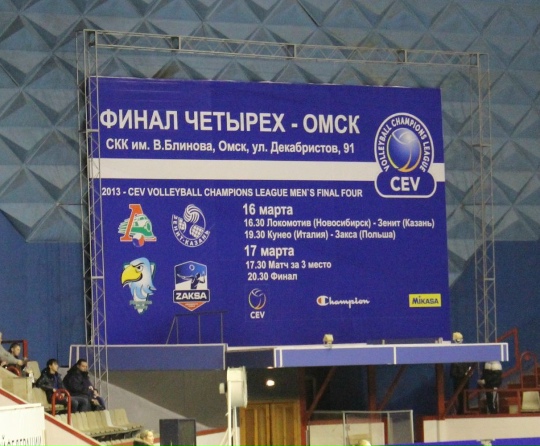 ФИНАЛ ЧЕТЫРЕХ - ОМСК
СКК им. В.Блинова, Омск, ул. Декабристов, 91
VOLLEYBALL CHAMPIONS LEAGUE
CEV
2013 - CEV VOLLEYBALL CHAMPIONS LEAGUE MEN`S FINAL FOUR
16 марта
16.30 Локомотив (Новосибирск) - Зенит (Казань)
19.30 Кунео (Италия) - Закса (Польша)
17 марта
17.30 Матч за 3 место
20.30 Финал
ЗЕНИТ-КАЗАНЬ
ZAKSA
CEV
Champion
MIKASA